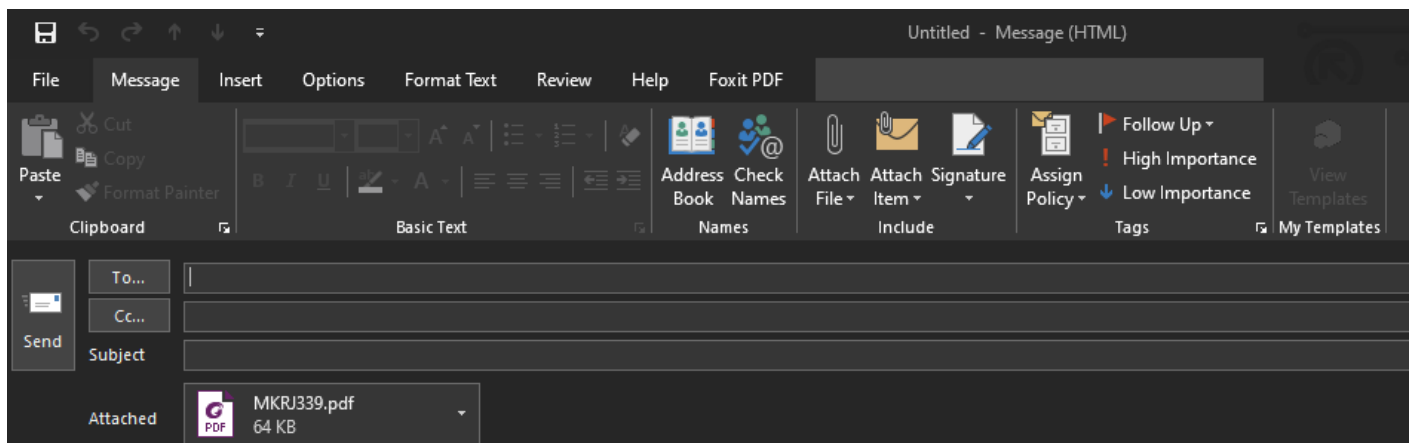 Untitled - Message (HTML)
File Message Insert Options Format Text Review Help Foxit PDF
Paste
Cut
Copy
Format Painter
Clipboard
A A
B I U ab A
Basic Text
Address Book
Check Names
Names
Attach File
Attach Item
Signature
Include
Assign Policy
Follow Up
High Importance
Low Importance
Tags
View Templates
My Templates
Send
To...
Cc...
Subject
Attached
PDF
MKRJ339.pdf
64 KB